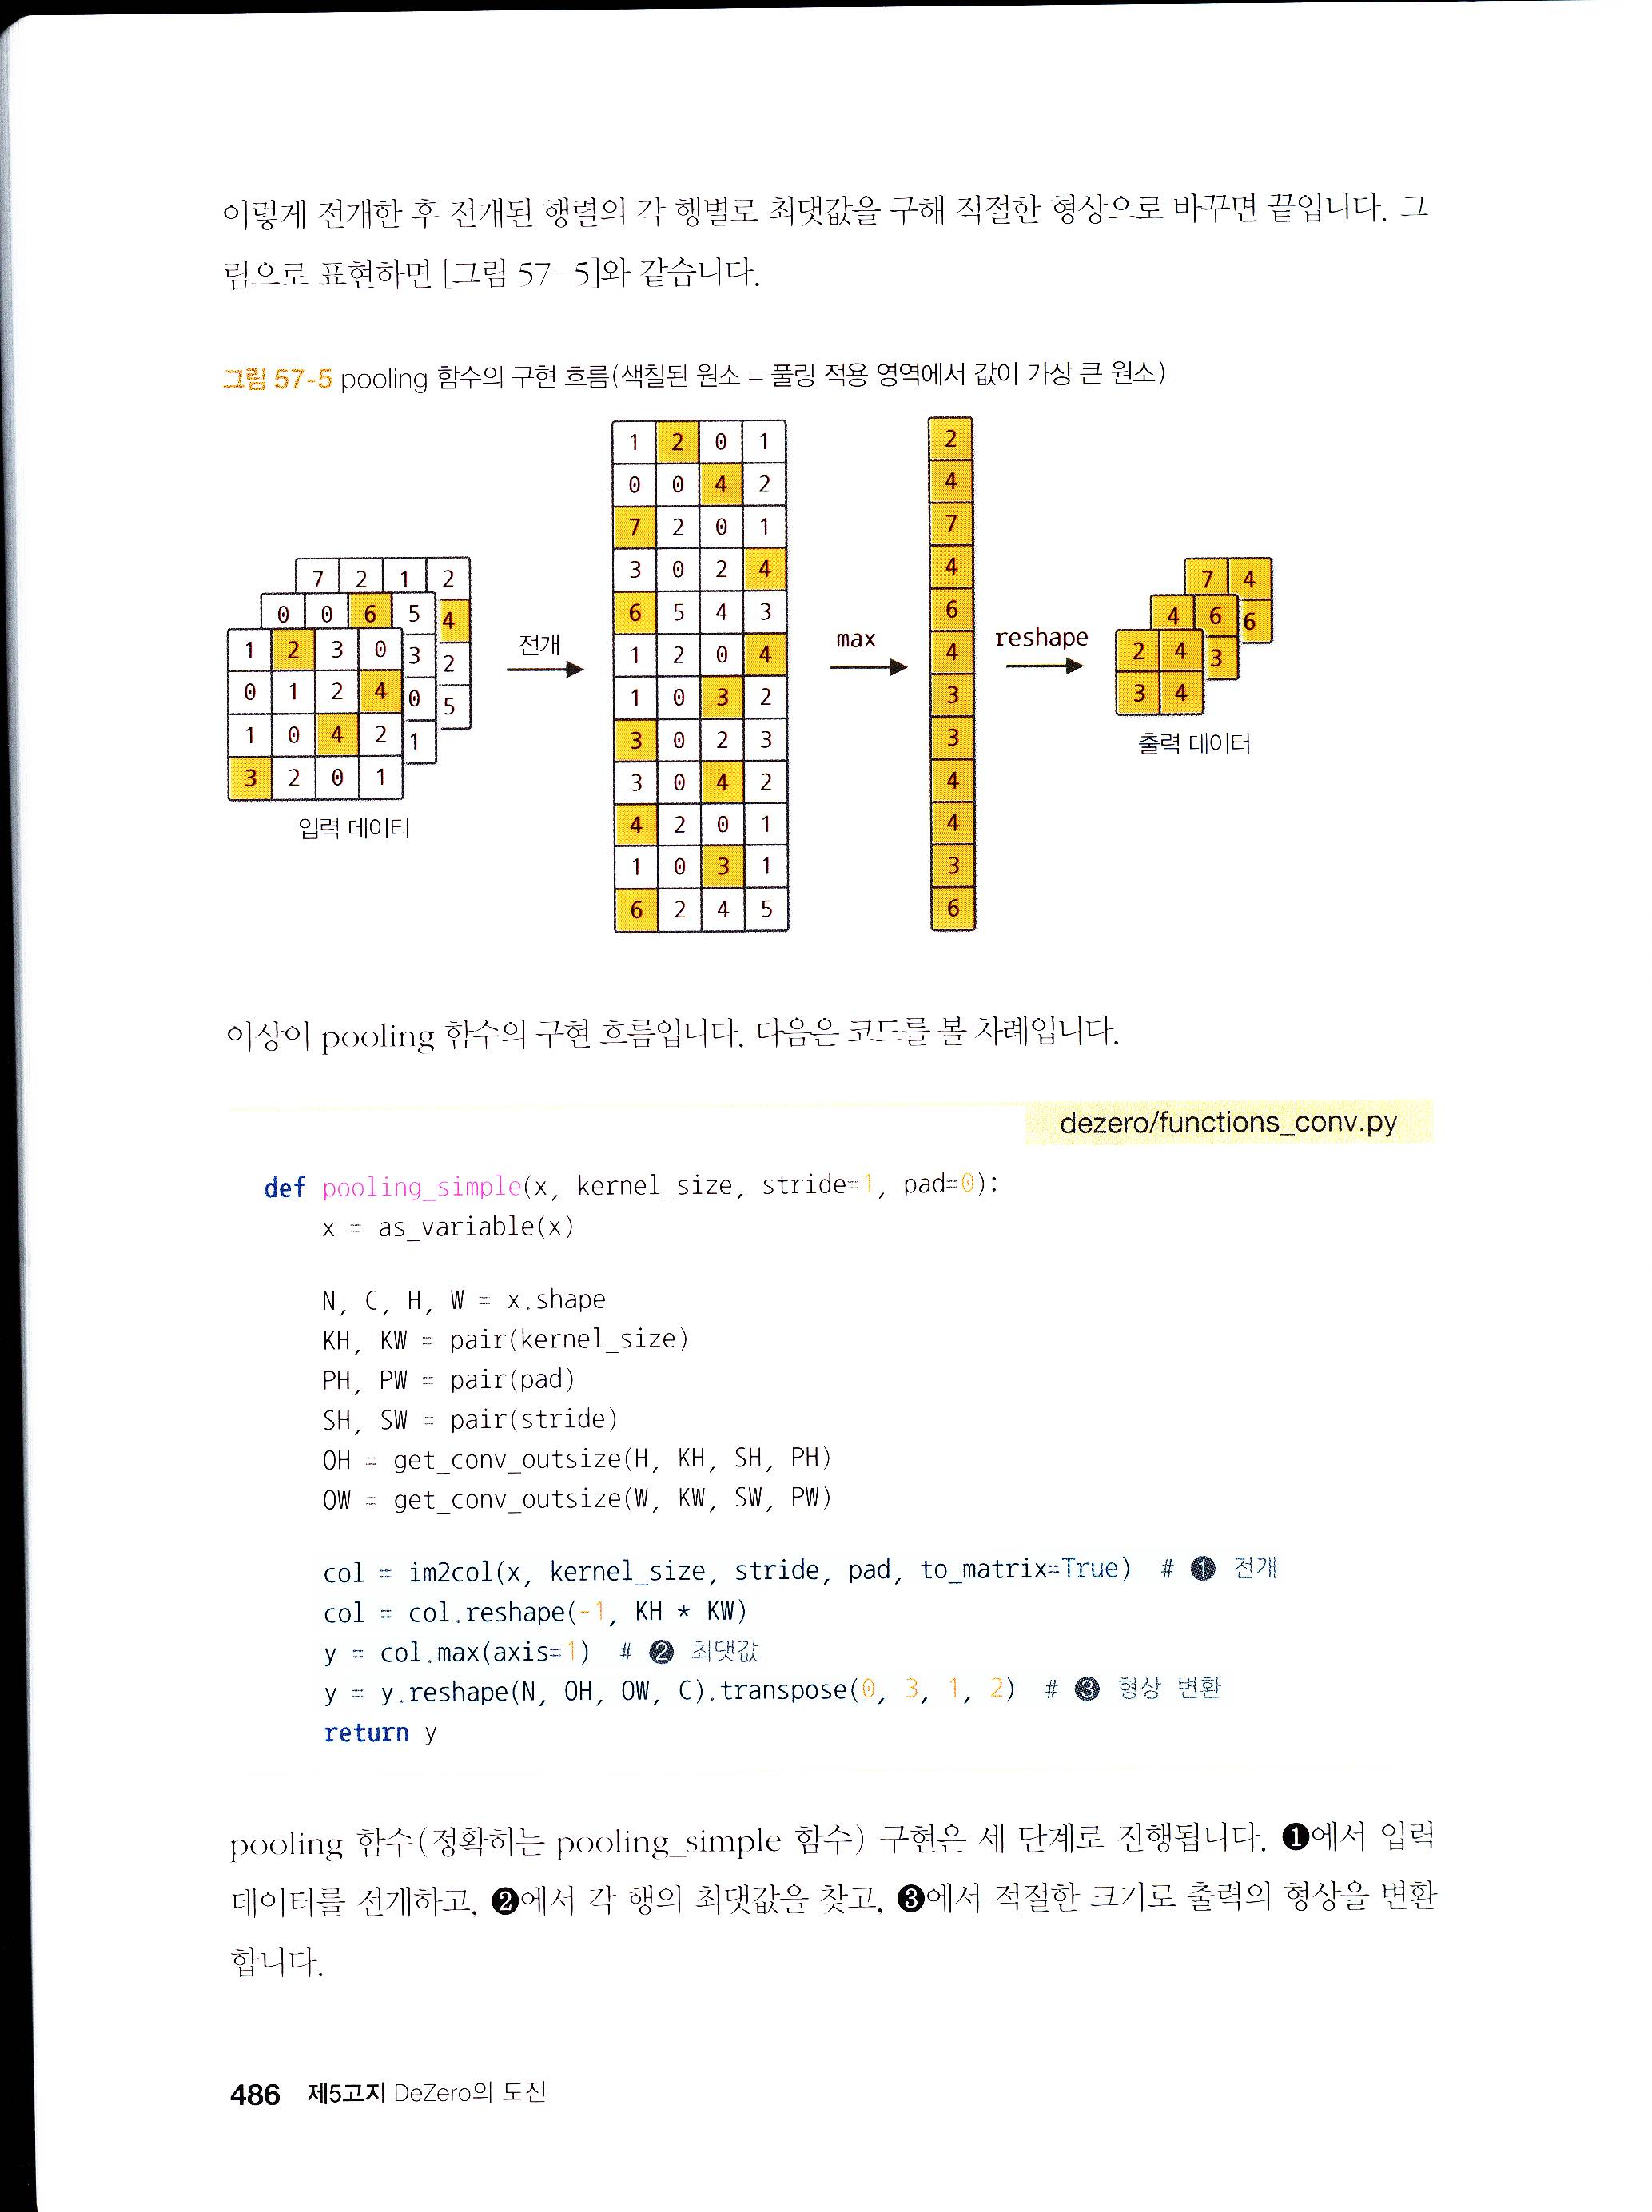 이렇게 전개한 후 전개된 행렬의 각 행별로 최댓값을 구해 적절한 형상으로 바꾸면 끝입니다. 그
림으로 표현하면 [그림 57-5]와 같습니다.
그림 57-5 pooling 함수의 구현 흐름(색칠된 원소 = 풀링 적용 영역에서 값이 가장 큰 원소)
7 2 1 2
0 0 6 5 4
1 2 3 0 3 2
0 1 2 4 0 5
1 0 4 2 1
3 2 0 1
입력 데이터
전개
1 2 0 1
0 0 4 2
7 2 0 1
3 0 2 4
6 5 4 3
1 2 0 4
1 0 3 2
3 0 2 3
3 0 4 2
4 2 0 1
1 0 3 1
6 2 4 5
max
2
4
7
4
6
4
3
3
4
4
3
6
reshape
7 4
4 6 6
2 4 3
3 4
출력 데이터
이상이 pooling 함수의 구현 흐름입니다. 다음은 코드를 볼 차례입니다.
dezero/functions_conv.py
def pooling_simple(x, kernel_size, stride=1, pad=0):
    x = as_variable(x)
    N, C, H, W = x.shape
    KH, KW = pair(kernel_size)
    PH, PW = pair(pad)
    SH, SW = pair(stride)
    OH = get_conv_outsize(H, KH, SH, PH)
    OW = get_conv_outsize(W, KW, SW, PW)
    col = im2col(x, kernel_size, stride, pad, to_matrix=True)  # ❶ 전개
    col = col.reshape(-1, KH * KW)
    y = col.max(axis=1)  # ❷ 최댓값
    y = y.reshape(N, OH, OW, C).transpose(0, 3, 1, 2)  # ❸ 형상 변환
    return y
pooling 함수(정확히는 pooling_simple 함수) 구현은 세 단계로 진행됩니다. ❶에서 입력
데이터를 전개하고, ❷에서 각 행의 최댓값을 찾고, ❸에서 적절한 크기로 출력의 형상을 변환
합니다.
486 제5고지 DeZero의 도전